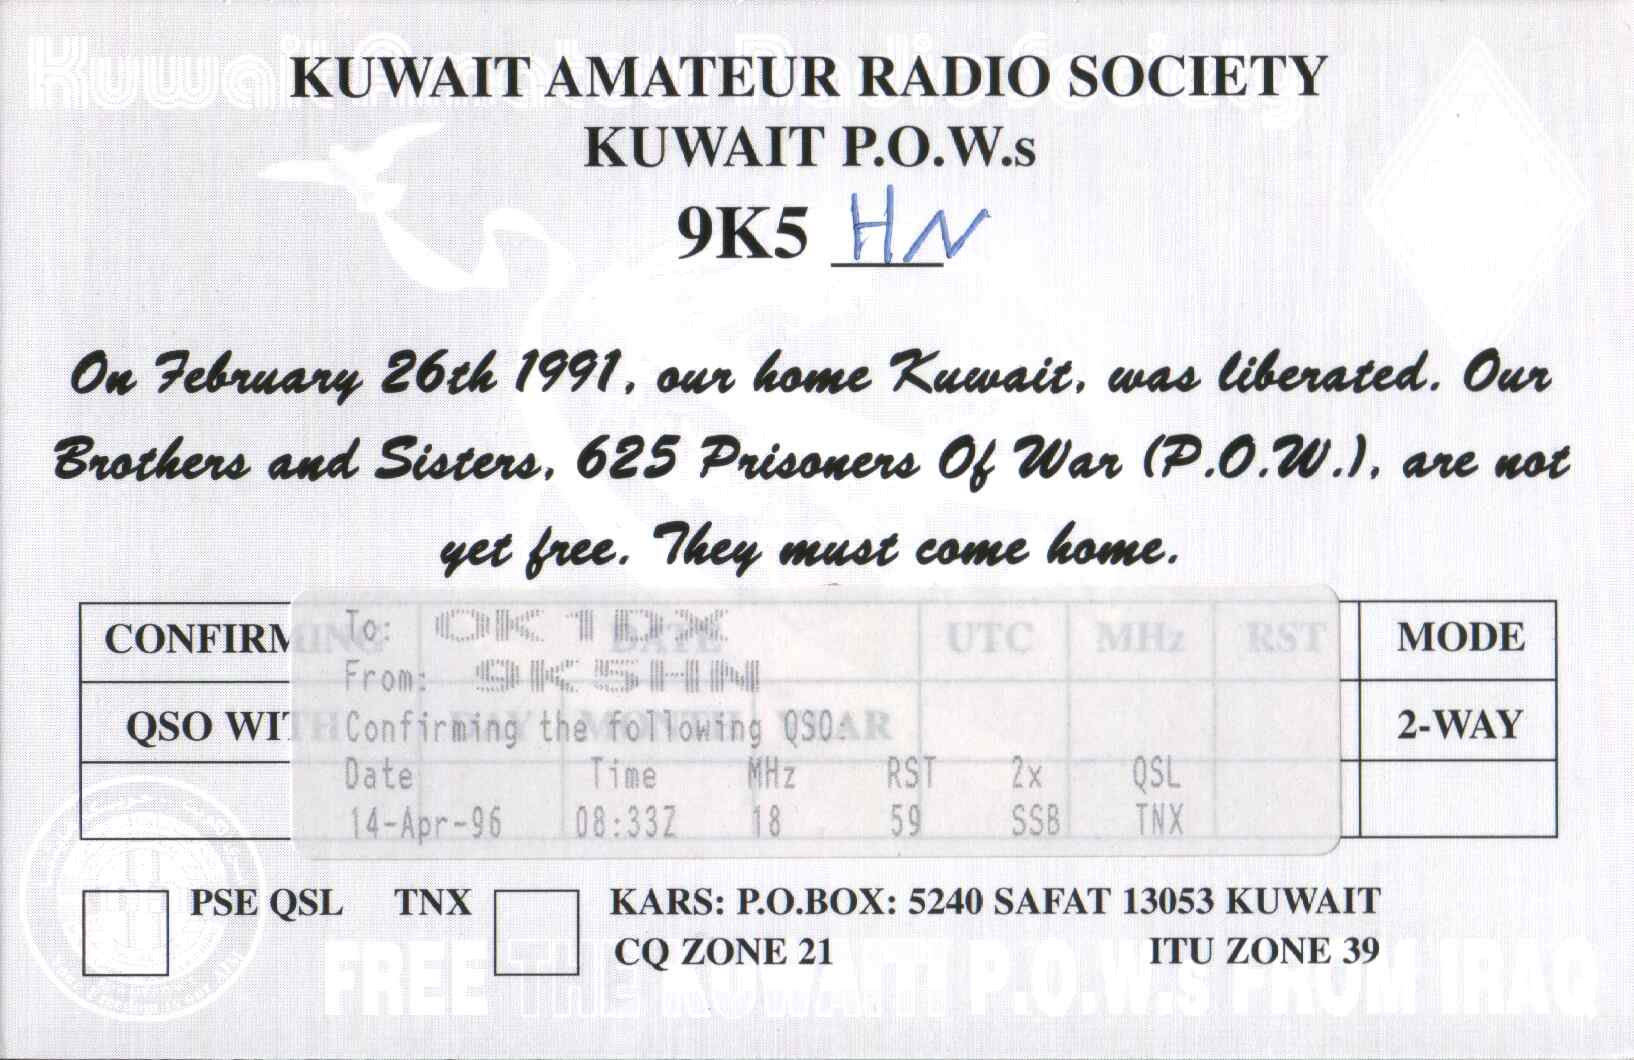 Kuwait Amateur Radio Society
KUWAIT AMATEUR RADIO SOCIETY
KUWAIT P.O.W.s
9K5 HN
On February 26th 1991, our home Kuwait, was liberated. Our
Brothers and Sisters, 625 Prisoners Of War (P.O.W.), are not
yet free. They must come home.
CONFIRMING DATE UTC MHz RST MODE
QSO WITH DAY MONTH YEAR 2-WAY
To: OK1DX
From: 9K5HN
Confirming the following QSO:
Date Time MHz RST 2x QSL
14-Apr-96 08:33Z 18 59 SSB TNX
PSE QSL TNX KARS: P.O.BOX: 5240 SAFAT 13053 KUWAIT
CQ ZONE 21 ITU ZONE 39
FREE THE KUWAITI P.O.W.s FROM IRAQ